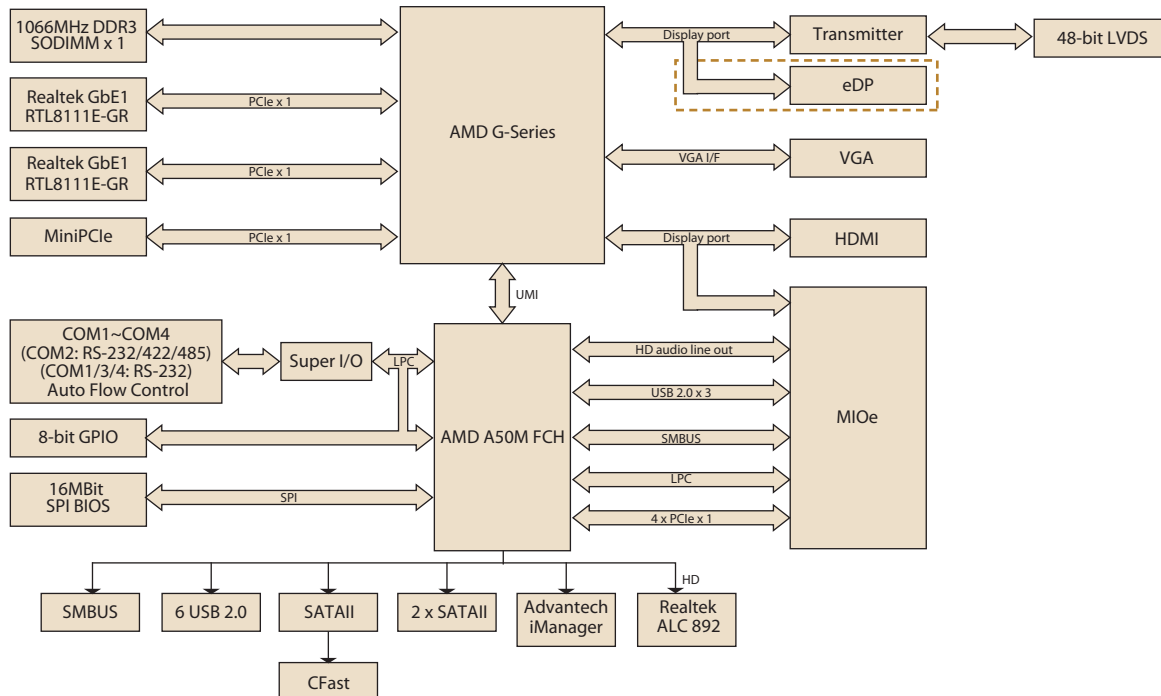 1066MHz DDR3
SODIMM x 1
Display port
Transmitter
48-bit LVDS
eDP
Realtek GbE1
RTL8111E-GR
PCIe x 1
AMD G-Series
VGA I/F
VGA
Realtek GbE1
RTL8111E-GR
PCIe x 1
MiniPCIe
PCIe x 1
Display port
HDMI
UMI
COM1~COM4
(COM2: RS-232/422/485)
(COM1/3/4: RS-232)
Auto Flow Control
Super I/O
LPC
HD audio line out
USB 2.0 x 3
MIOe
8-bit GPIO
AMD A50M FCH
SMBUS
LPC
16MBit
SPI BIOS
SPI
4 x PCIe x 1
HD
SMBUS
6 USB 2.0
SATAII
2 x SATAII
Advantech
iManager
Realtek
ALC 892
CFast